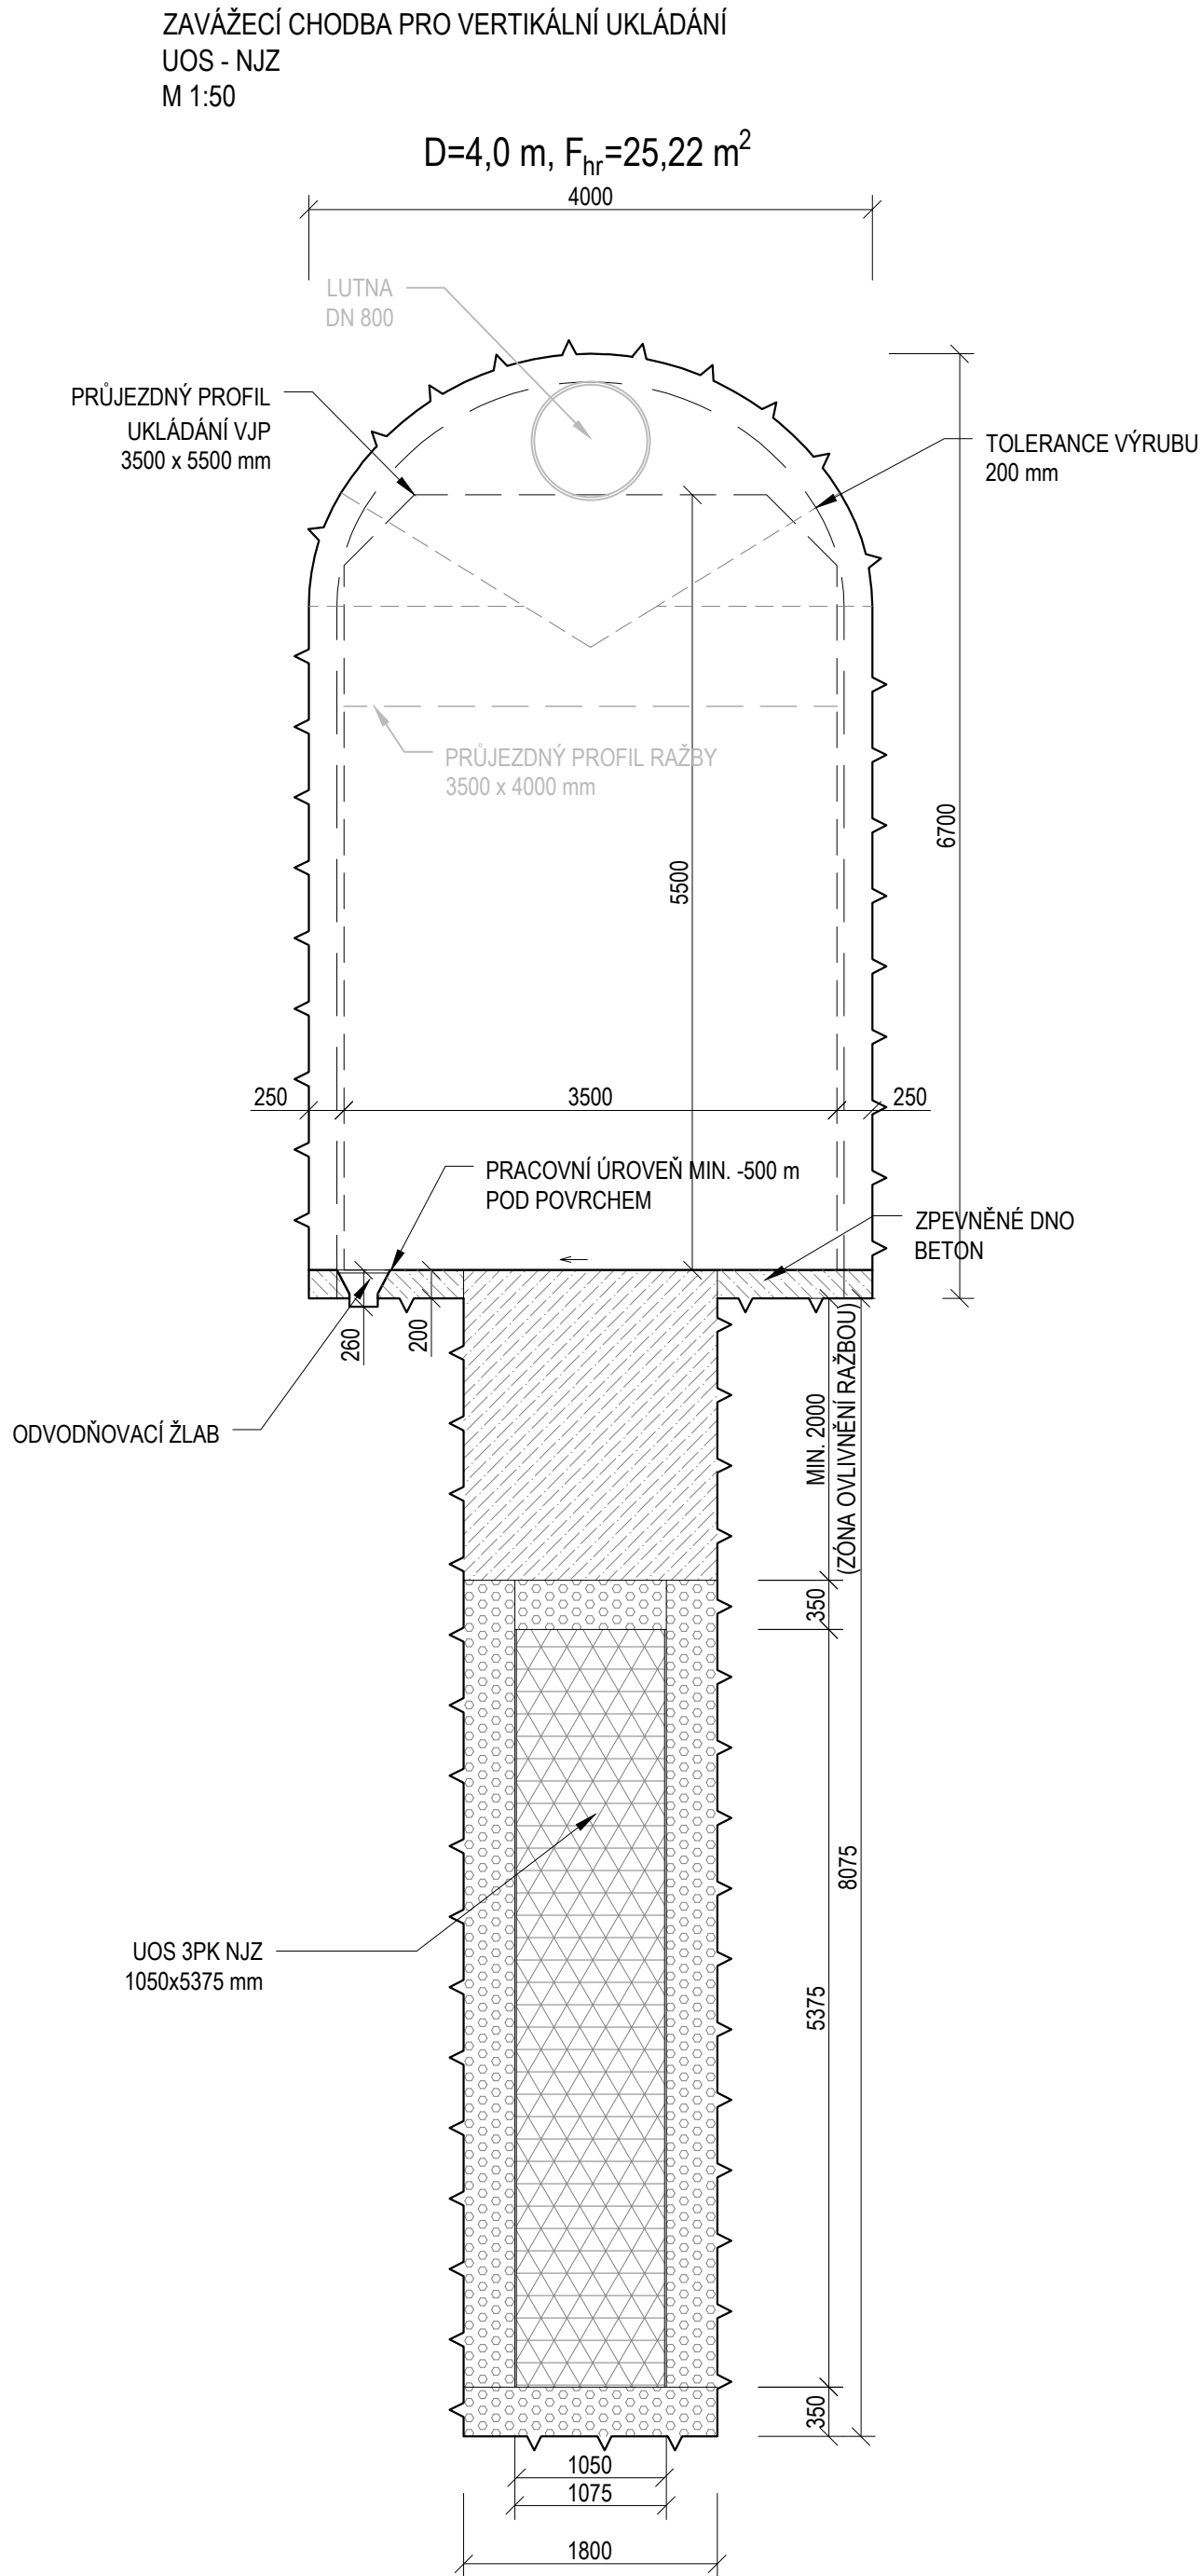 ZAVÁŽECÍ CHODBA PRO VERTIKÁLNÍ UKLÁDÁNÍ
UOS - NJZ
M 1:50
D=4,0 m, Fhr=25,22 m²
4000
LUTNA
DN 800
PRŮJEZDNÝ PROFIL
UKLÁDÁNÍ VJP
3500 x 5500 mm
TOLERANCE VÝRUBU
200 mm
PRŮJEZDNÝ PROFIL RAŽBY
3500 x 4000 mm
6700
5500
250
3500
250
PRACOVNÍ ÚROVEŇ MIN. -500 m
POD POVRCHEM
ZPEVNĚNÉ DNO
BETON
260
200
ODVODŇOVACÍ ŽLAB
MIN. 2000
(ZÓNA OVLIVNĚNÍ RAŽBOU)
350
8075
UOS 3PK NJZ
1050x5375 mm
5375
350
1050
1075
1800